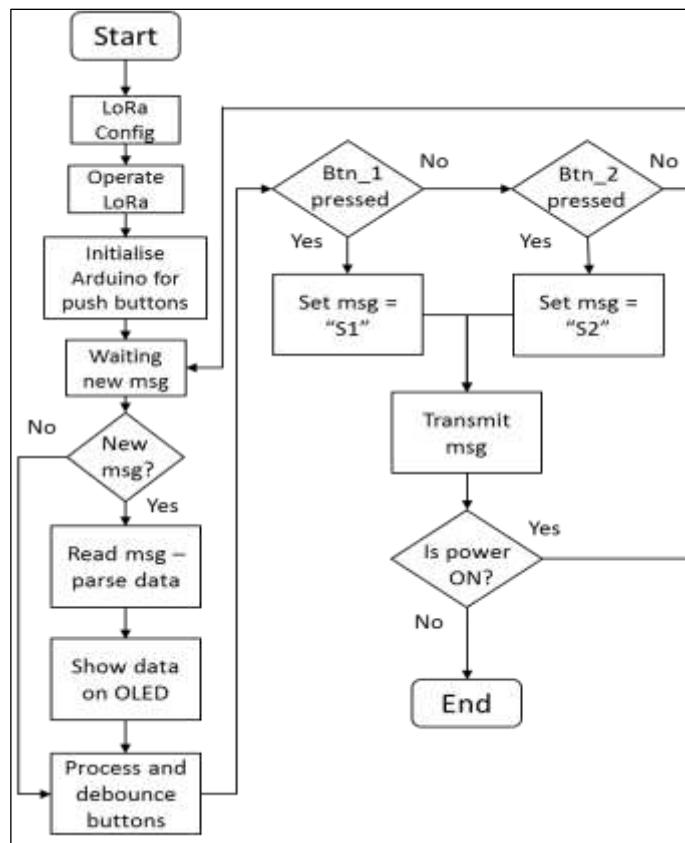 Start
LoRa
Config
Operate
LoRa
Initialise
Arduino for
push buttons
Waiting
new msg
No
New
msg?
Yes
Read msg –
parse data
Show data
on OLED
Process and
debounce
buttons
Btn_1
pressed
No
Yes
Btn_2
pressed
No
Yes
Set msg =
“S1”
Set msg =
“S2”
Transmit
msg
Is power
ON?
Yes
No
End